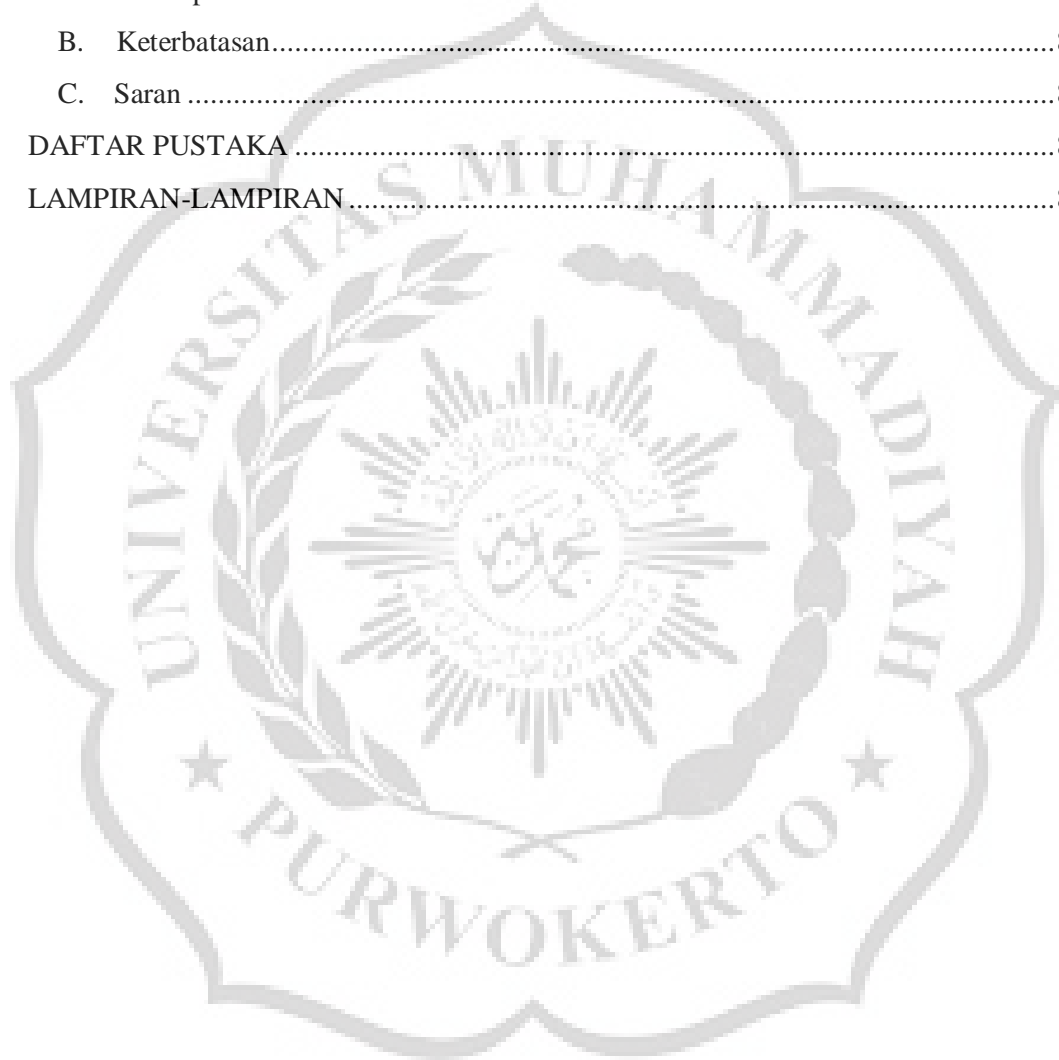 B. Keterbatasan
C. Saran
DAFTAR PUSTAKA
LAMPIRAN-LAMPIRAN
UNIVERSITAS MUHAMMADIYAH
PURWOKERTO